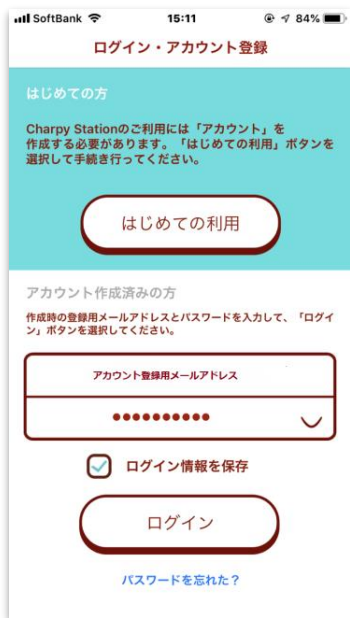 SoftBank 15:11 84%
ログイン・アカウント登録
はじめての方
Charpy Stationのご利用には「アカウント」を
作成する必要があります。「はじめての利用」ボタンを
選択して手続き行ってください。
はじめての利用
アカウント作成済みの方
作成時の登録用メールアドレスとパスワードを入力して、「ログイ
ン」ボタンを選択してください。
アカウント登録用メールアドレス
●●●●●●●●●●
ログイン情報を保存
ログイン
パスワードを忘れた？